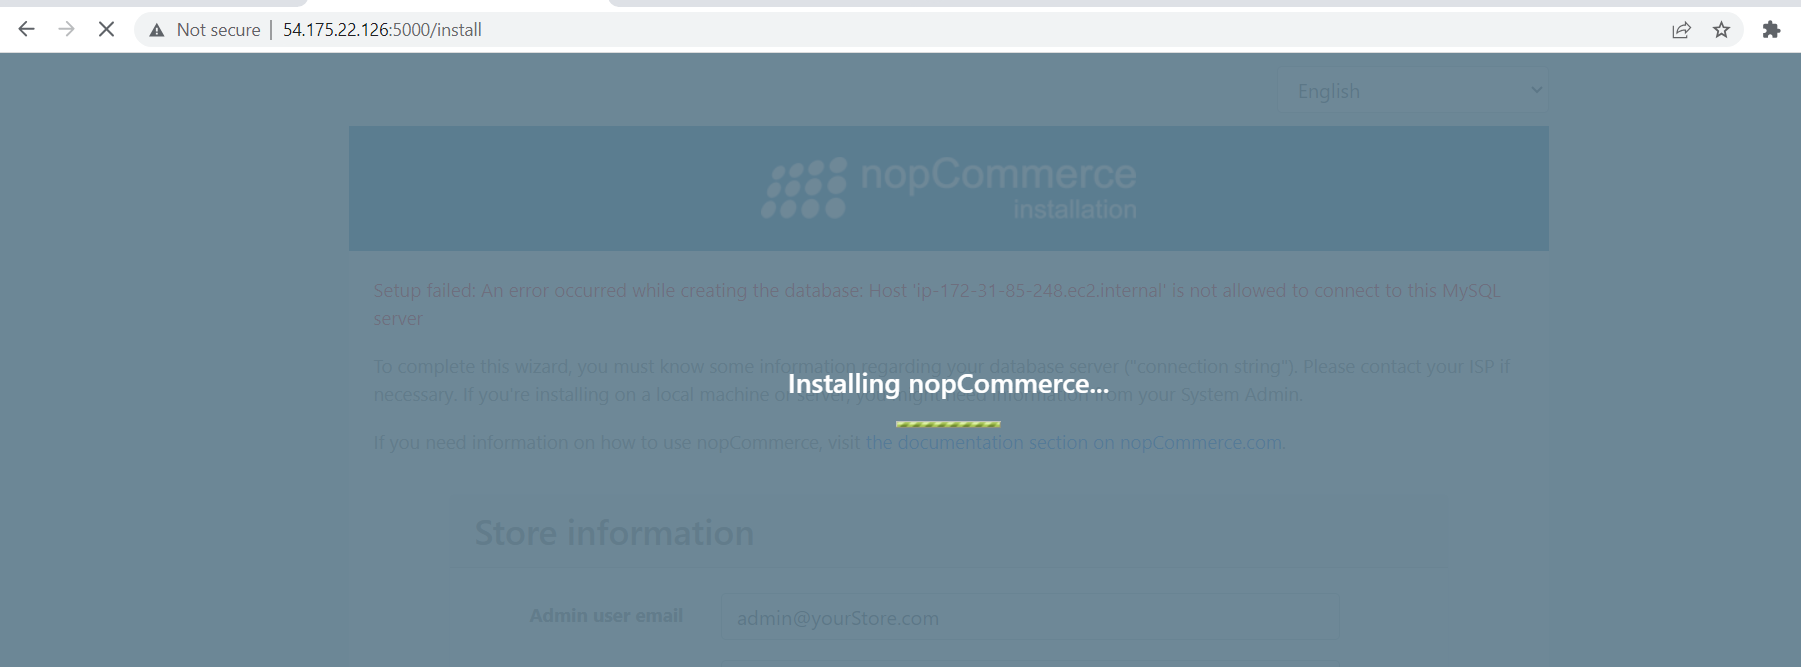 Not secure | 54.175.22.126:5000/install
English
nopCommerce
installation
Setup failed: An error occurred while creating the database: Host 'ip-172-31-85-248.ec2.internal' is not allowed to connect to this MySQL
server
To complete this wizard, you must know some information regarding your database server ("connection string"). Please contact your ISP if
Installing nopCommerce...
necessary. If you're installing on a local machine or server, you might need information from your System Admin.
If you need information on how to use nopCommerce, visit the documentation section on nopCommerce.com.
Store information
Admin user email
admin@yourStore.com